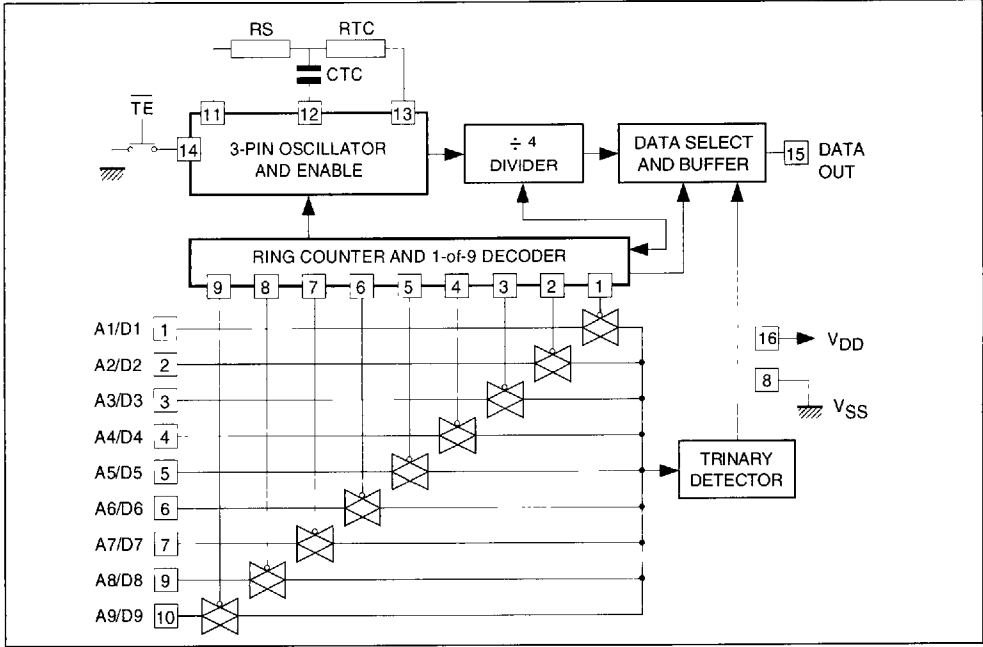 RS RTC
CTC
TE
11 12 13
14
3-PIN OSCILLATOR
AND ENABLE
÷ 4
DIVIDER
DATA SELECT
AND BUFFER
15
DATA
OUT
RING COUNTER AND 1-of-9 DECODER
9 8 7 6 5 4 3 2 1
A1/D1 1
A2/D2 2
A3/D3 3
A4/D4 4
A5/D5 5
A6/D6 6
A7/D7 7
A8/D8 9
A9/D9 10
16 VDD
8
VSS
TRINARY
DETECTOR